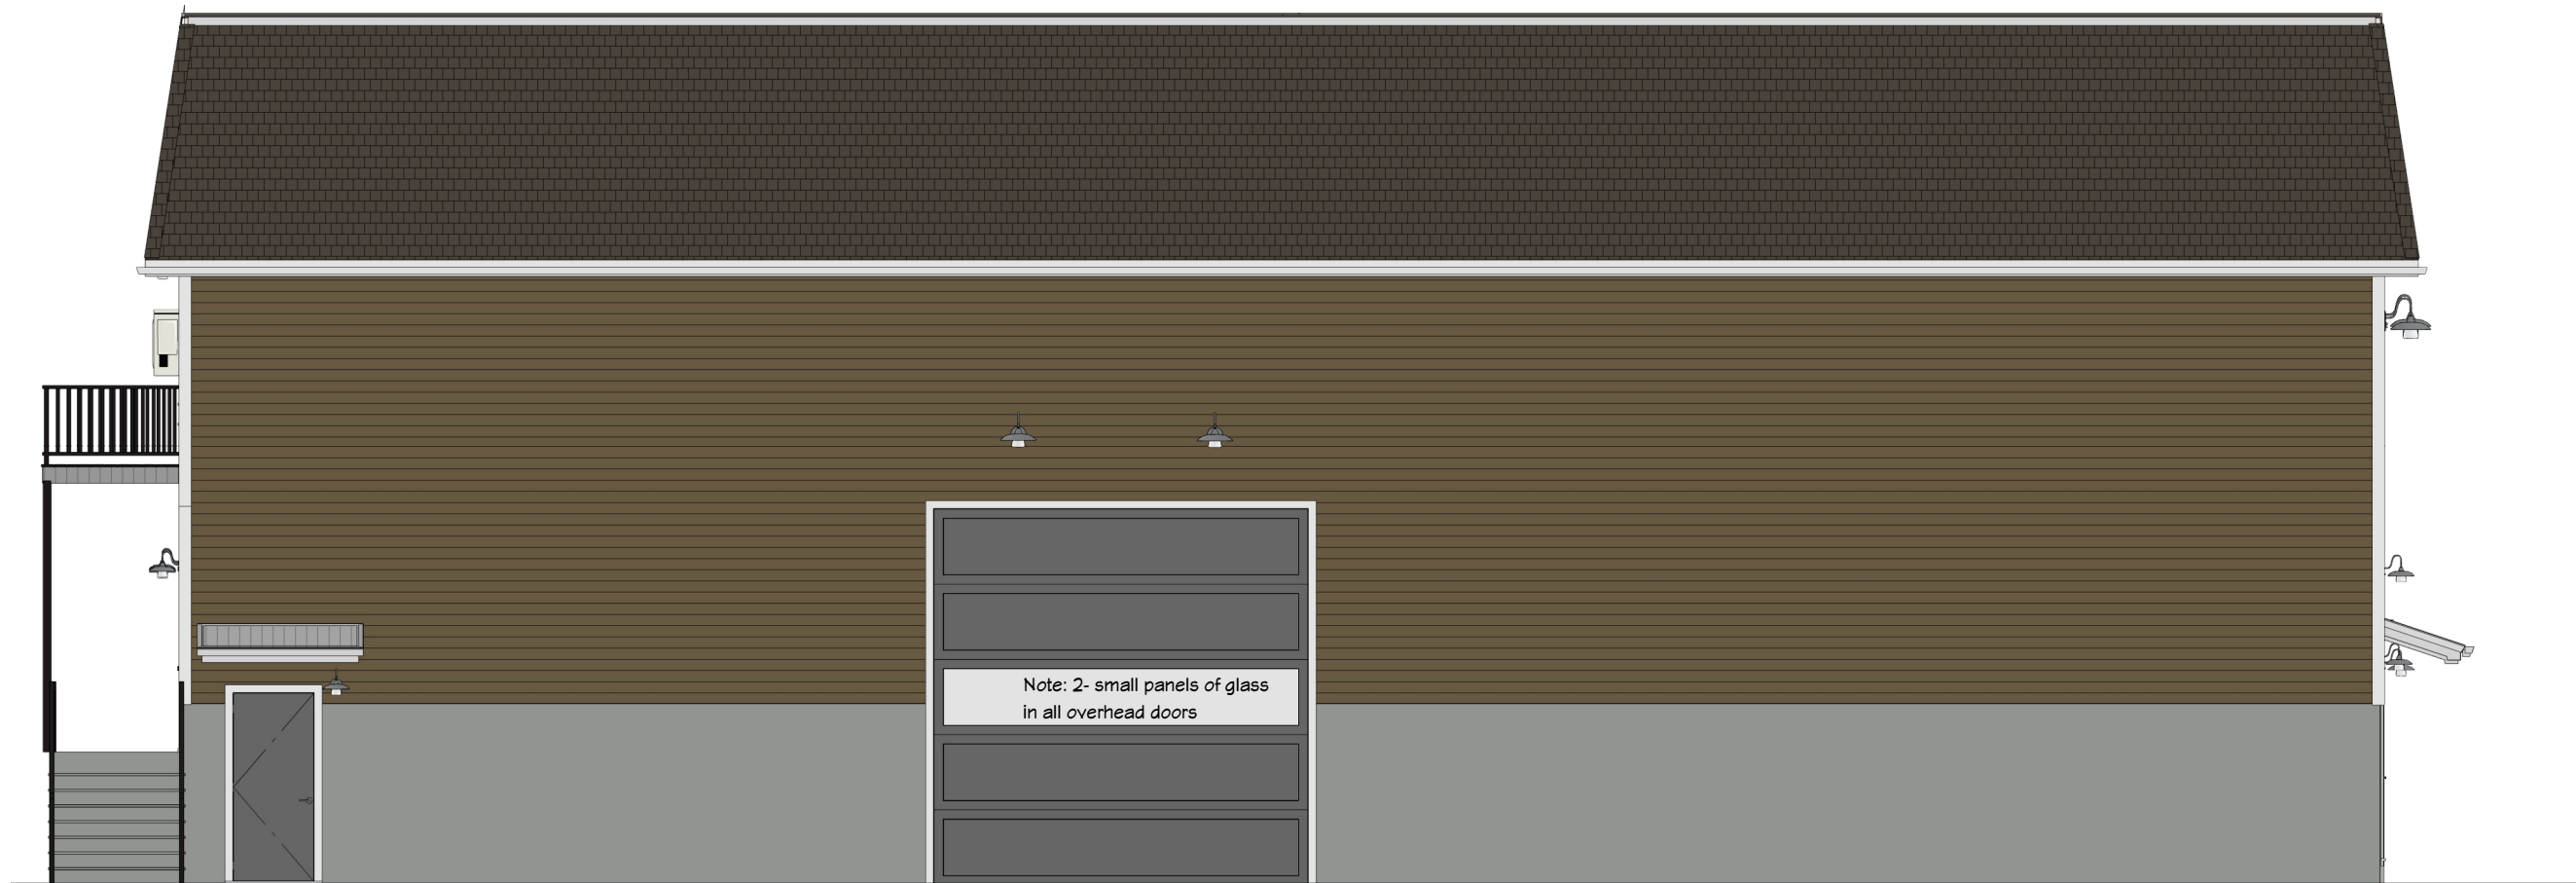 Note: 2- small panels of glass
in all overhead doors